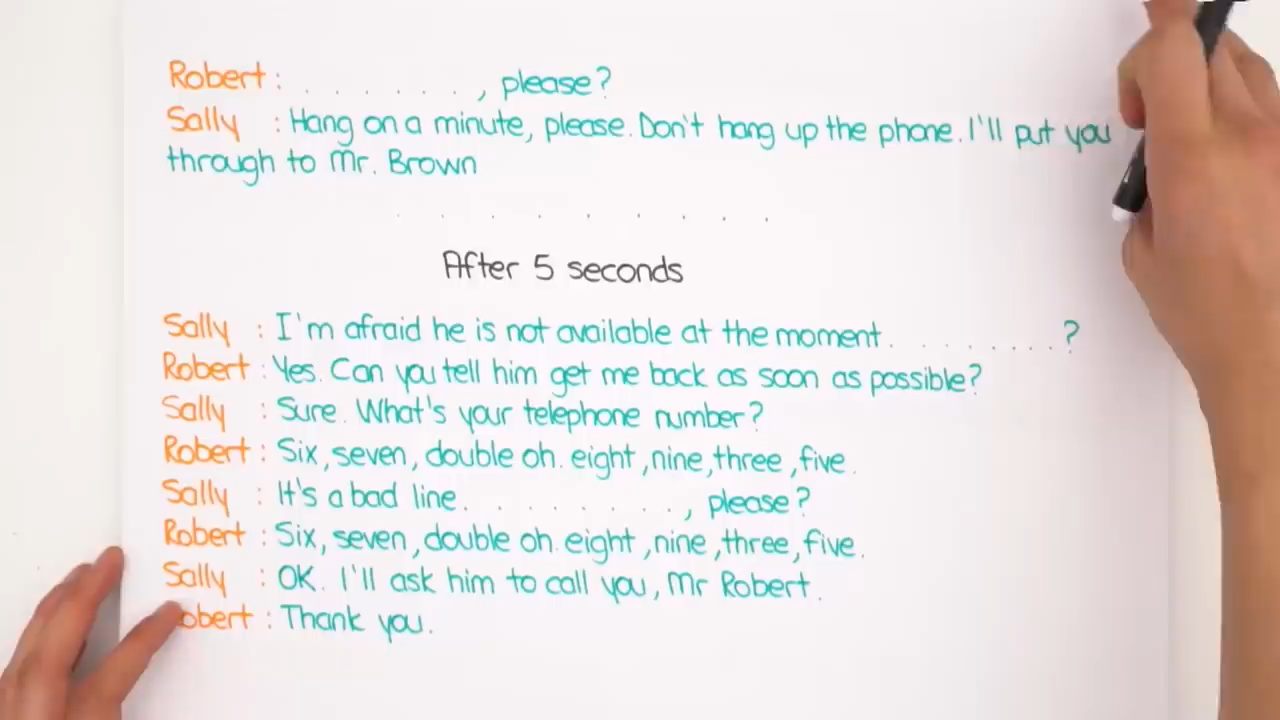 Robert: . . . . . . . , please?
Sally : Hang on a minute, please. Don't hang up the phone. I'll put you
through to Mr. Brown
. . . . . . . .
After 5 seconds
Sally : I'm afraid he is not available at the moment. . . . . . . . ?
Robert: Yes. Can you tell him get me back as soon as possible?
Sally : Sure. What's your telephone number?
Robert: Six, seven, double oh. eight, nine, three, five.
Sally : It's a bad line. . . . . . . . . , please?
Robert: Six, seven, double oh. eight, nine, three, five.
Sally : OK. I'll ask him to call you, Mr Robert.
obert : Thank you.